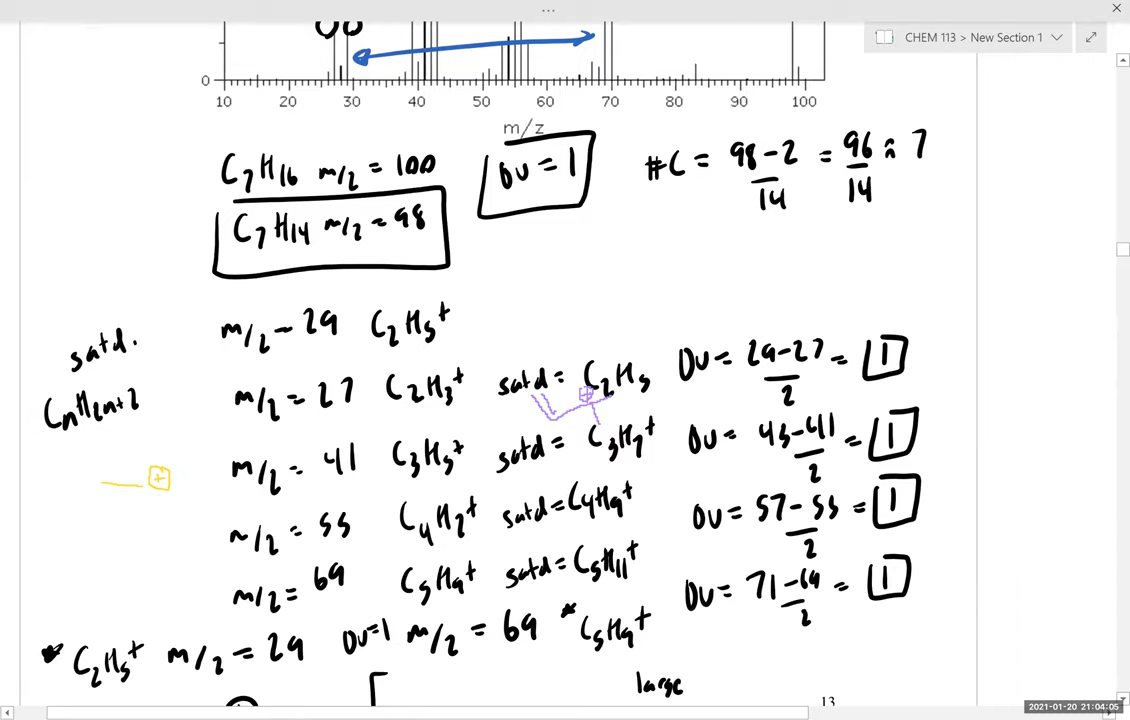 CHEM 113 > New Section 1
0
10 20 30 40 50 60 70 80 90 100
m/z
C7H16 m/z = 100
DU = 1
#C = 98-2/14 = 96/14 ≈ 7
C7H14 m/z = 98
satd.
CnH2n+2
m/z - 29 C2H5+
m/z = 27 C2H3+ satd = C2H5 DU = 29-27/2 = 1
m/z = 41 C3H5+ satd = C3H7+ DU = 43-41/2 = 1
+
m/z = 55 C4H7+ satd = C4H9+ DU = 57-55/2 = 1
m/z = 69 C5H9+ satd = C5H11+ DU = 71-69/2 = 1
* C2H5+ m/z = 29 DU=1 m/z = 69 * C5H9+
large
13
2021-01-20 21:04:05